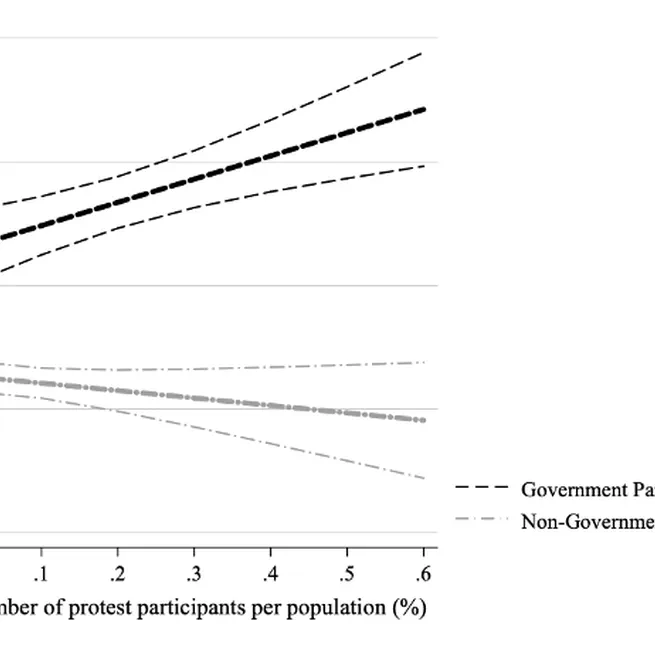 Government Pa
Non-Governme
.1 .2 .3 .4 .5 .6
mber of protest participants per population (%)